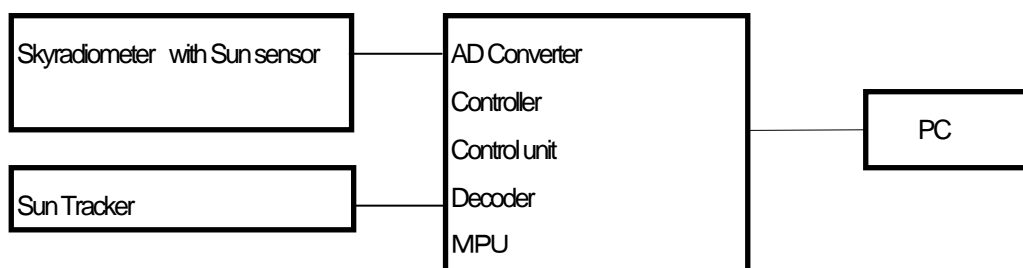 Skyradiometer with Sun sensor
Sun Tracker
AD Converter
Controller
Control unit
Decoder
MPU
PC